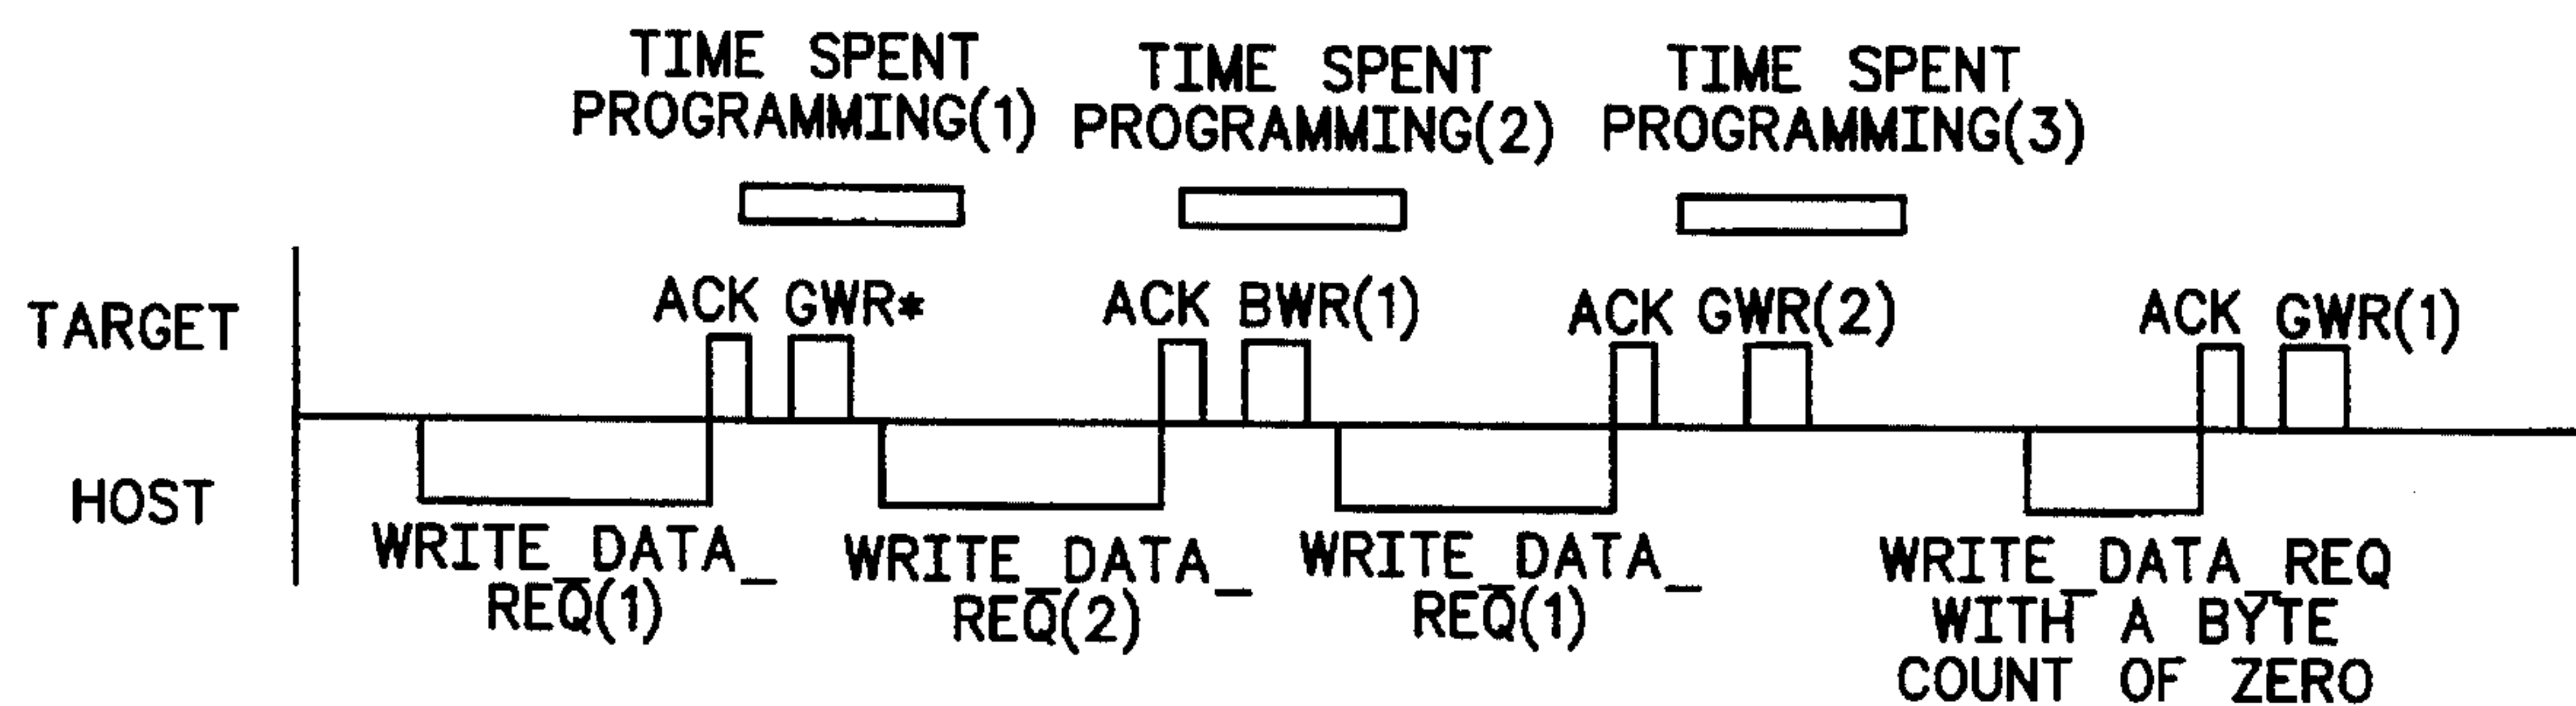 TIME SPENT
PROGRAMMING(1)
TIME SPENT
PROGRAMMING(2)
TIME SPENT
PROGRAMMING(3)
TARGET
ACK GWR*
ACK BWR(1)
ACK GWR(2)
ACK GWR(1)
HOST
WRITE_DATA_
REQ(1)
WRITE_DATA_
REQ(2)
WRITE_DATA_
REQ(1)
WRITE_DATA_REQ
WITH A BYTE
COUNT OF ZERO